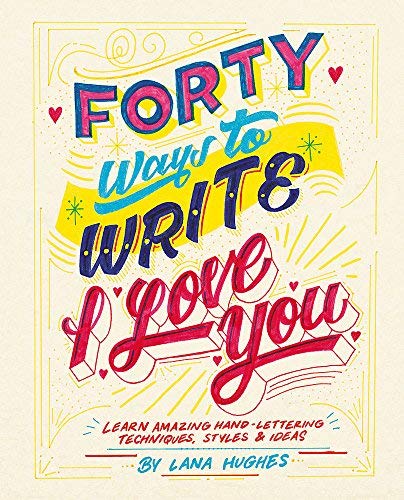 FORTY
Ways to
WRITE
I Love
You
LEARN AMAZING HAND-LETTERING
TECHNIQUES, STYLES & IDEAS
BY LANA HUGHES